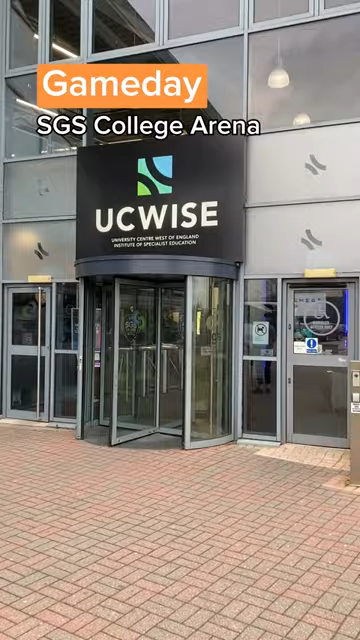 Gameday
SGS College Arena
UCWISE
UNIVERSITY CENTRE WEST OF ENGLAND
INSTITUTE OF SPECIALIST EDUCATION